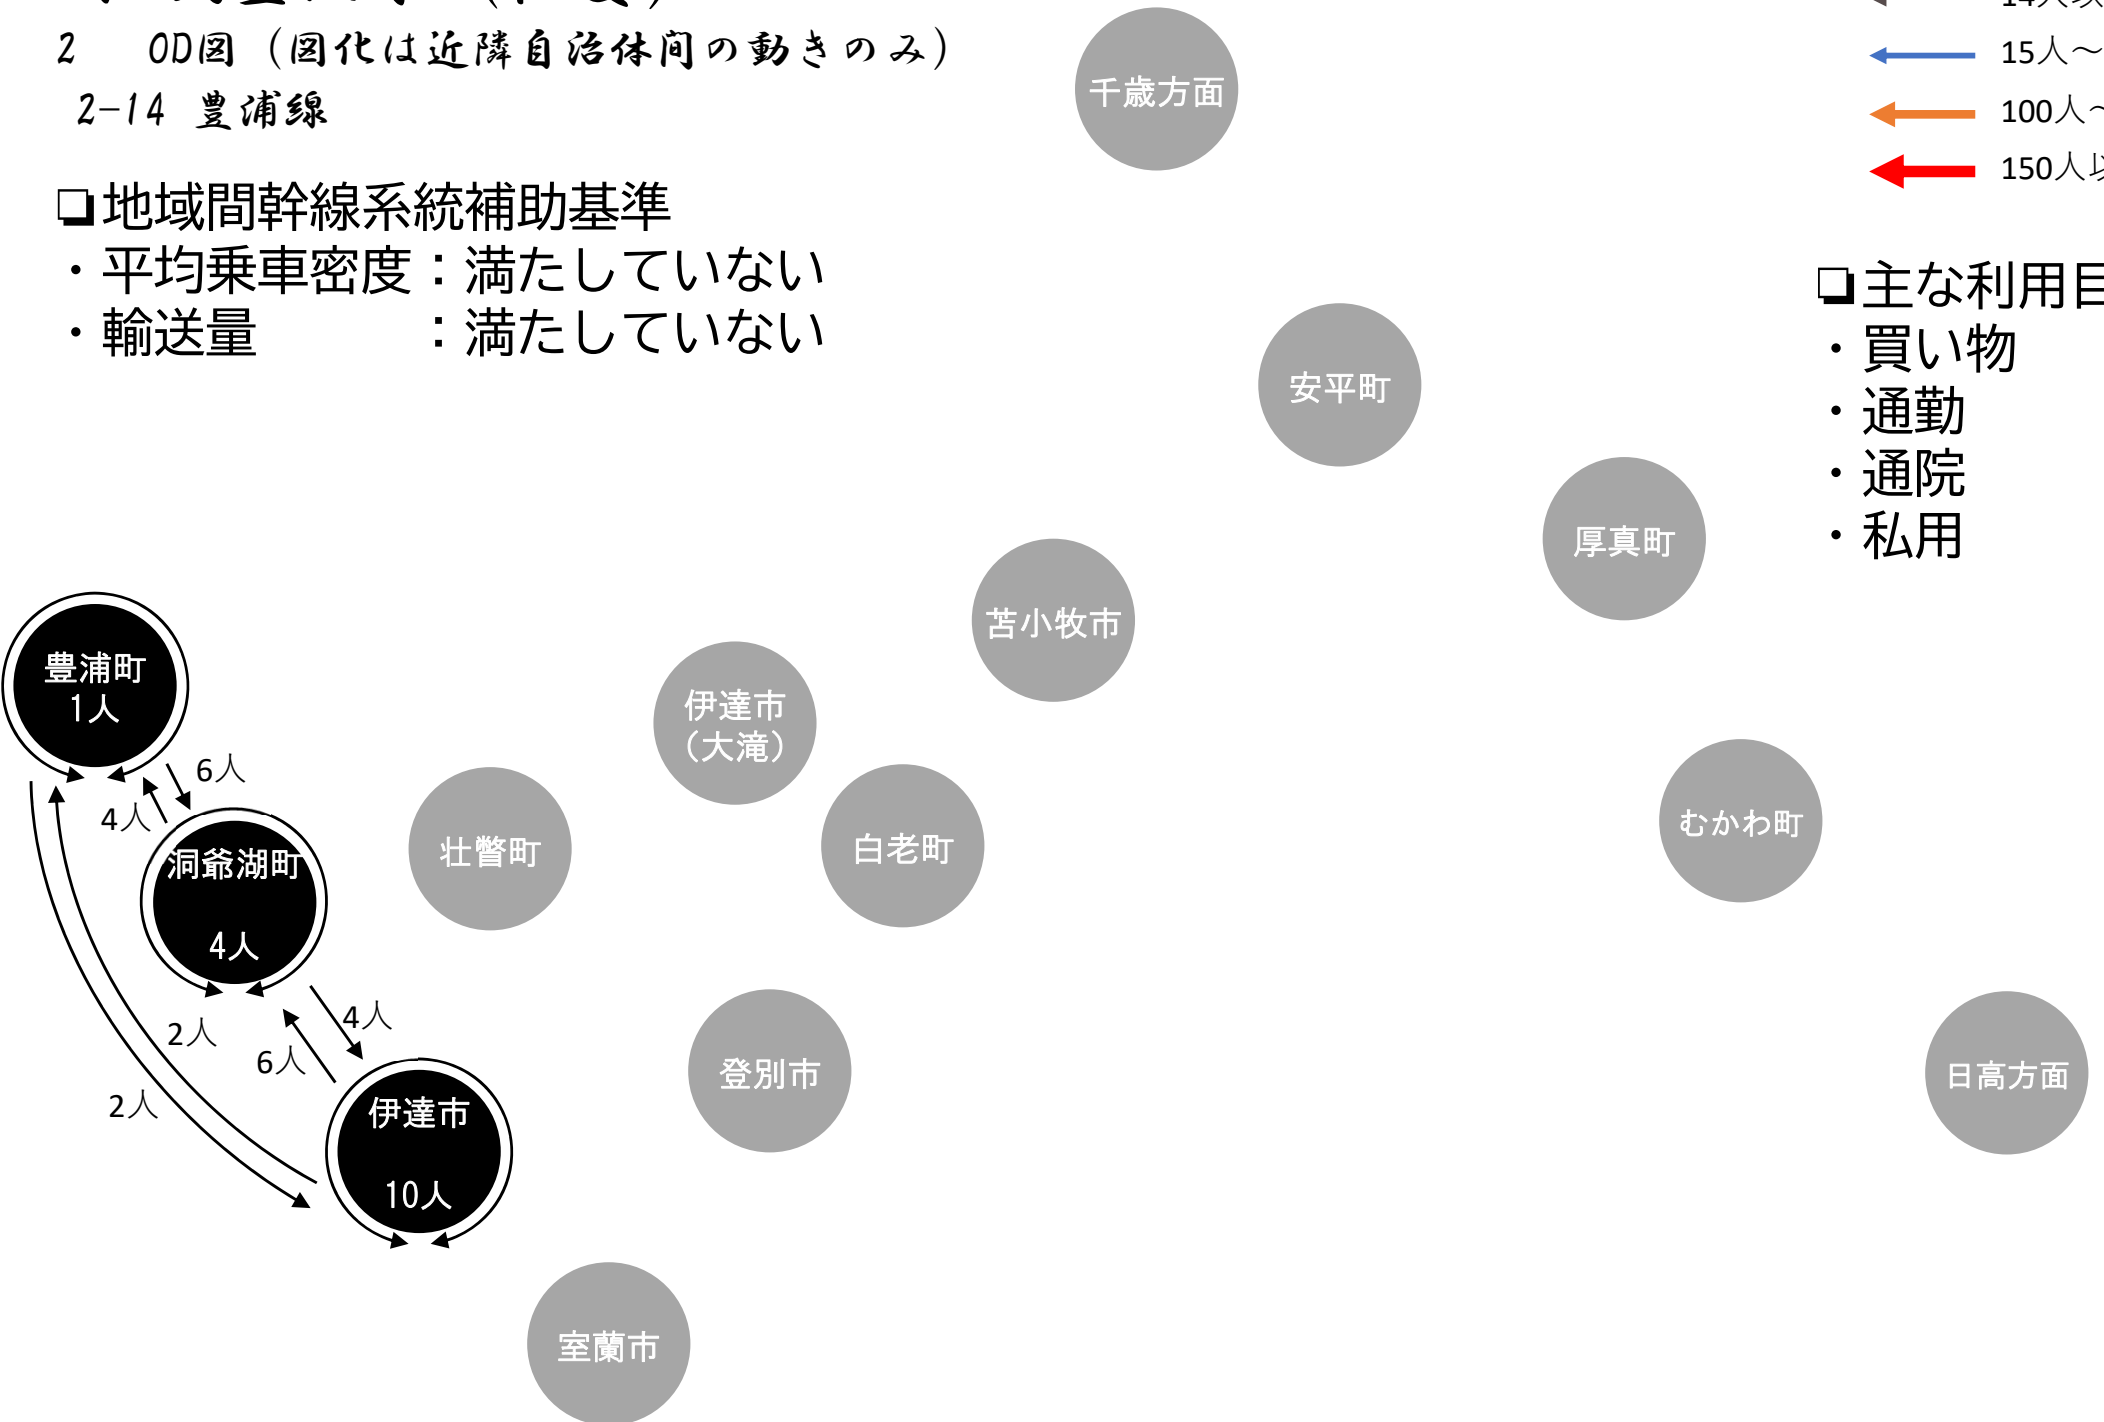 2 OD図（図化は近隣自治体間の動きのみ）
2-14 豊浦線
❏地域間幹線系統補助基準
・平均乗車密度：満たしていない
・輸送量　　　：満たしていない
15人～
100人～
150人以
❏主な利用目
・買い物
・通勤
・通院
・私用
千歳方面
安平町
厚真町
苫小牧市
伊達市
（大滝）
豊浦町
1人
6人
4人
洞爺湖町
4人
壮瞥町
白老町
むかわ町
2人
4人
6人
2人
伊達市
10人
登別市
日高方面
室蘭市